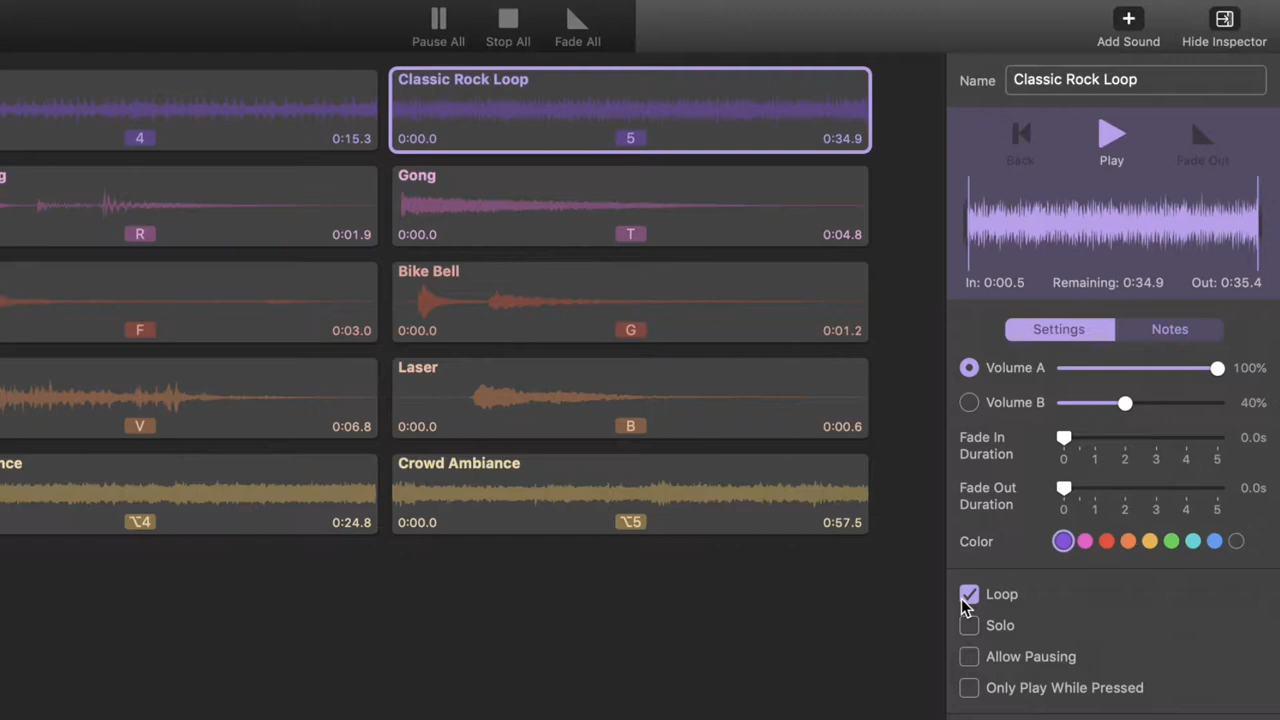 Pause All
Stop All
Fade All
Add Sound
Hide Inspector
4
0:15.3
Classic Rock Loop
0:00.0
5
0:34.9
g
R
0:01.9
Gong
0:00.0
T
0:04.8
F
0:03.0
Bike Bell
0:00.0
G
0:01.2
V
0:06.8
Laser
0:00.0
B
0:00.6
nce
⌥4
0:24.8
Crowd Ambiance
0:00.0
⌥5
0:57.5
Name
Classic Rock Loop
Back
Play
Fade Out
In: 0:00.5
Remaining: 0:34.9
Out: 0:35.4
Settings
Notes
Volume A
100%
Volume B
40%
Fade In
Duration
0.0s
0 1 2 3 4 5
Fade Out
Duration
0.0s
0 1 2 3 4 5
Color
Loop
Solo
Allow Pausing
Only Play While Pressed